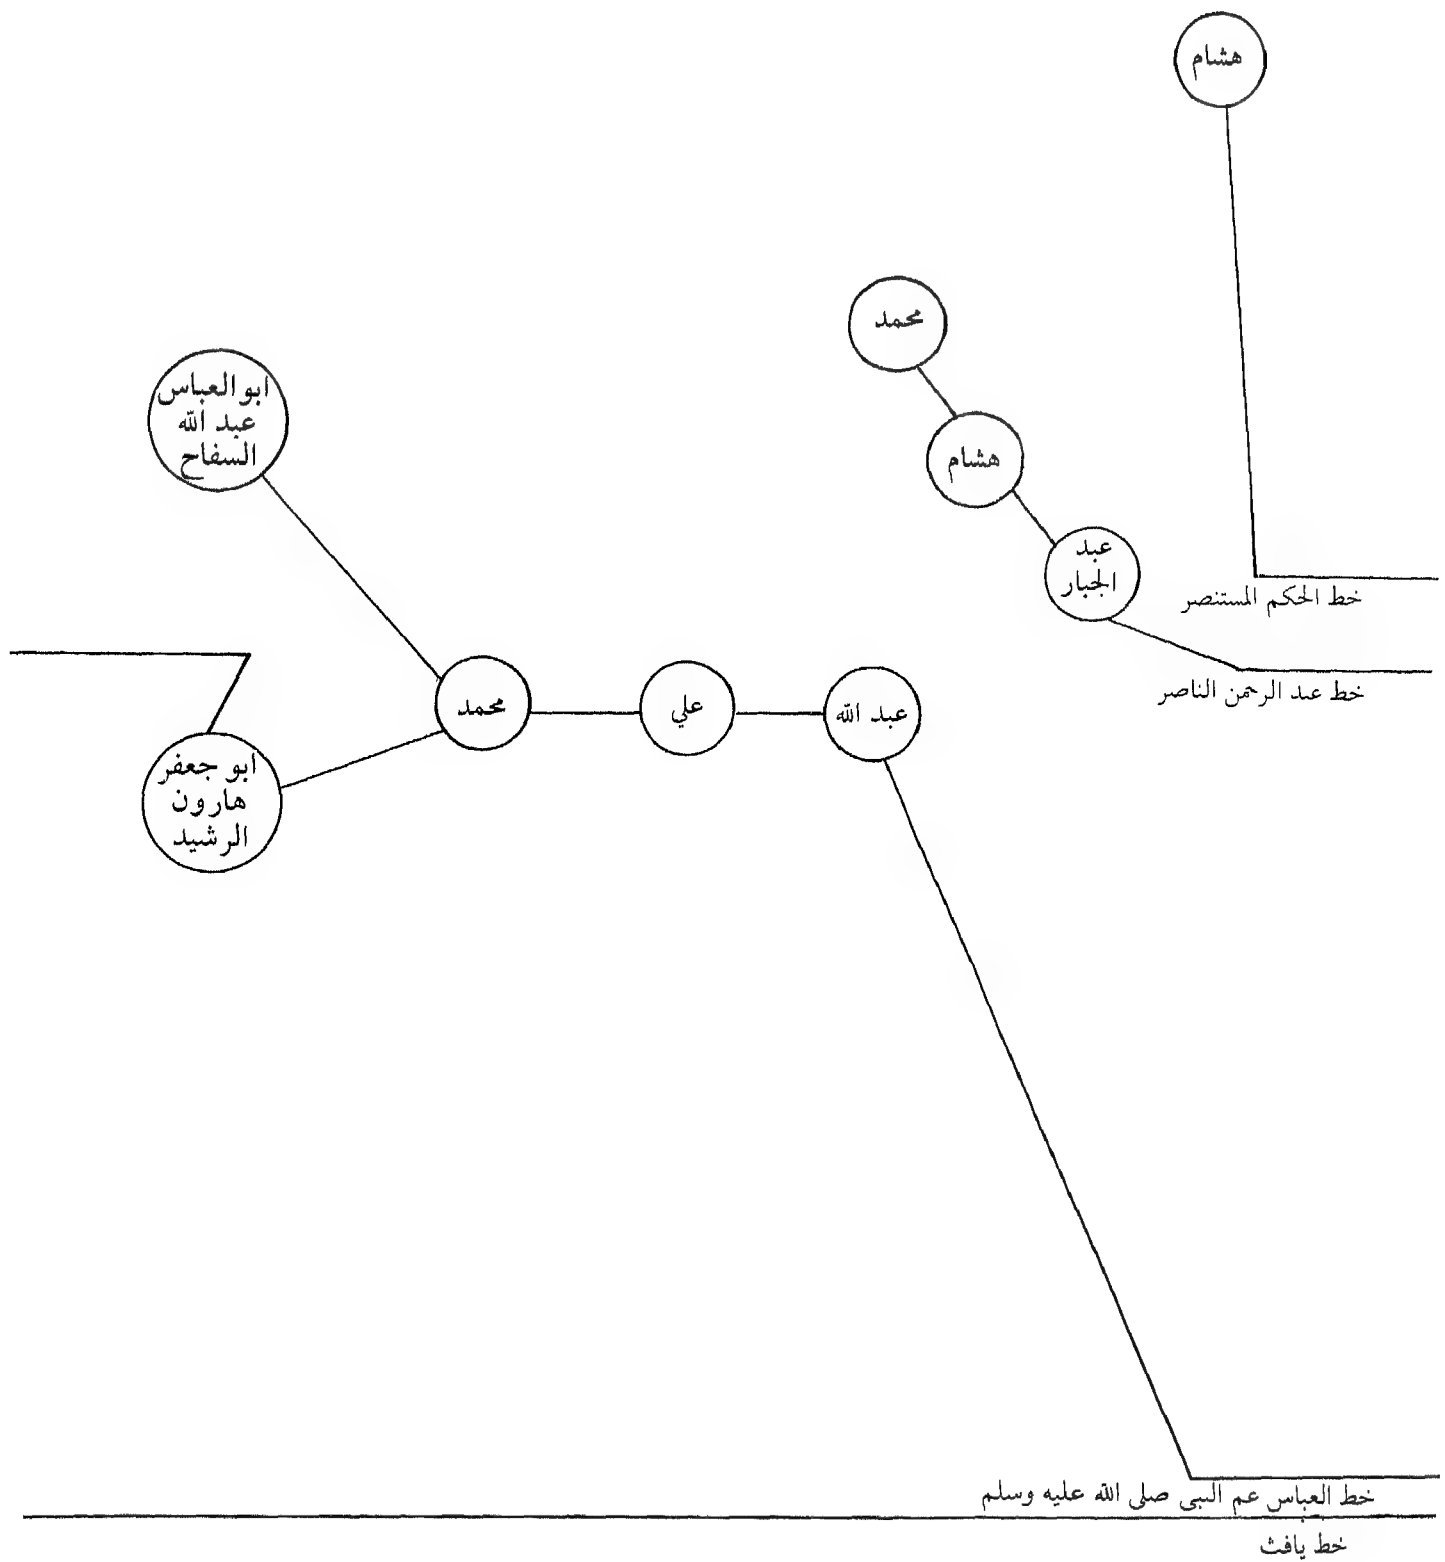 هشام
محمد
هشام
عبد
الجبار
خط الحكم المستنصر
خط عبد الرحمن الناصر
ابو العباس
عبد الله
السفاح
عبد الله
علي
محمد
ابو جعفر
هارون
الرشيد
خط العباس عم النبى صلى الله عليه وسلم
خط يافث